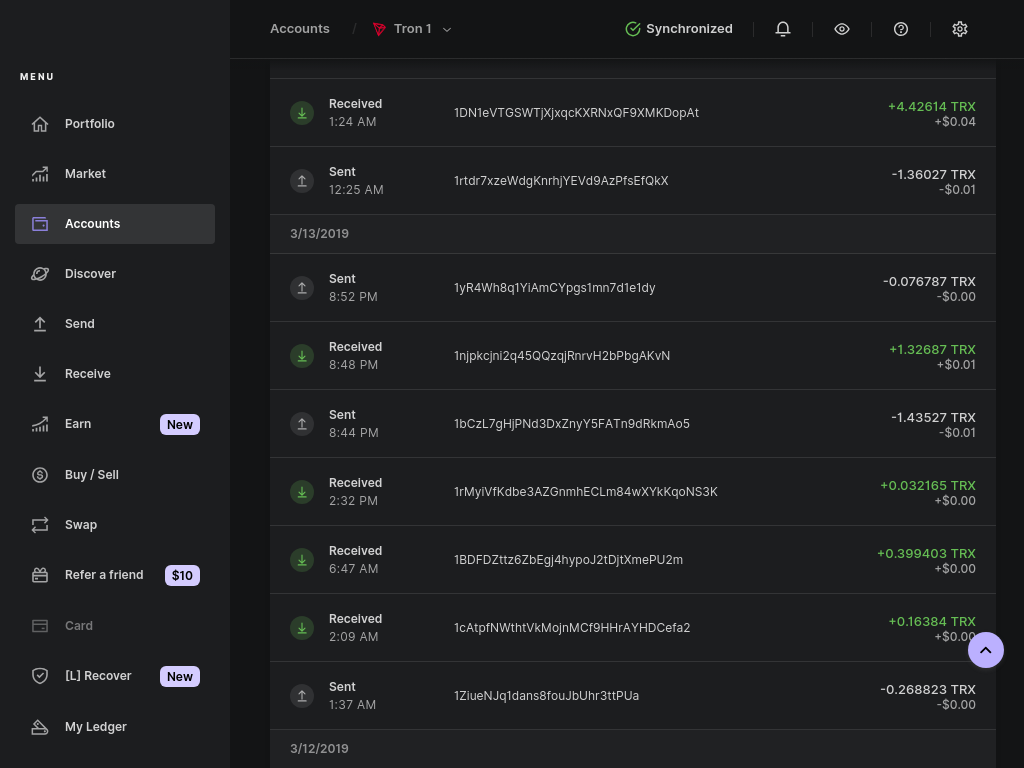 Accounts / Tron 1 Synchronized
MENU
Portfolio
Market
Accounts
Discover
Send
Receive
Earn New
Buy / Sell
Swap
Refer a friend $10
Card
[L] Recover New
My Ledger
Received 1DN1eVTGSWTjXjxqcKXRNxQF9XMKDopAt +4.42614 TRX
1:24 AM +$0.04
Sent 1rtdr7xzeWdgKnrhjYEVd9AzPfsEfQkX -1.36027 TRX
12:25 AM -$0.01
3/13/2019
Sent 1yR4Wh8q1YiAmCYpgs1mn7d1e1dy -0.076787 TRX
8:52 PM -$0.00
Received 1njpkcjni2q45QQzqjRnrvH2bPbgAKvN +1.32687 TRX
8:48 PM +$0.01
Sent 1bCzL7gHjPNd3DxZnyY5FATn9dRkmAo5 -1.43527 TRX
8:44 PM -$0.01
Received 1rMyiVfKdbe3AZGnmhECLm84wXYkKqoNS3K +0.032165 TRX
2:32 PM +$0.00
Received 1BDFDZttz6ZbEgj4hypoJ2tDjtXmePU2m +0.399403 TRX
6:47 AM +$0.00
Received 1cAtpfNWthtVkMojnMCf9HHrAYHDCefa2 +0.16384 TRX
2:09 AM +$0.00
Sent 1ZiueNJq1dans8fouJbUhr3ttPUa -0.268823 TRX
1:37 AM -$0.00
3/12/2019